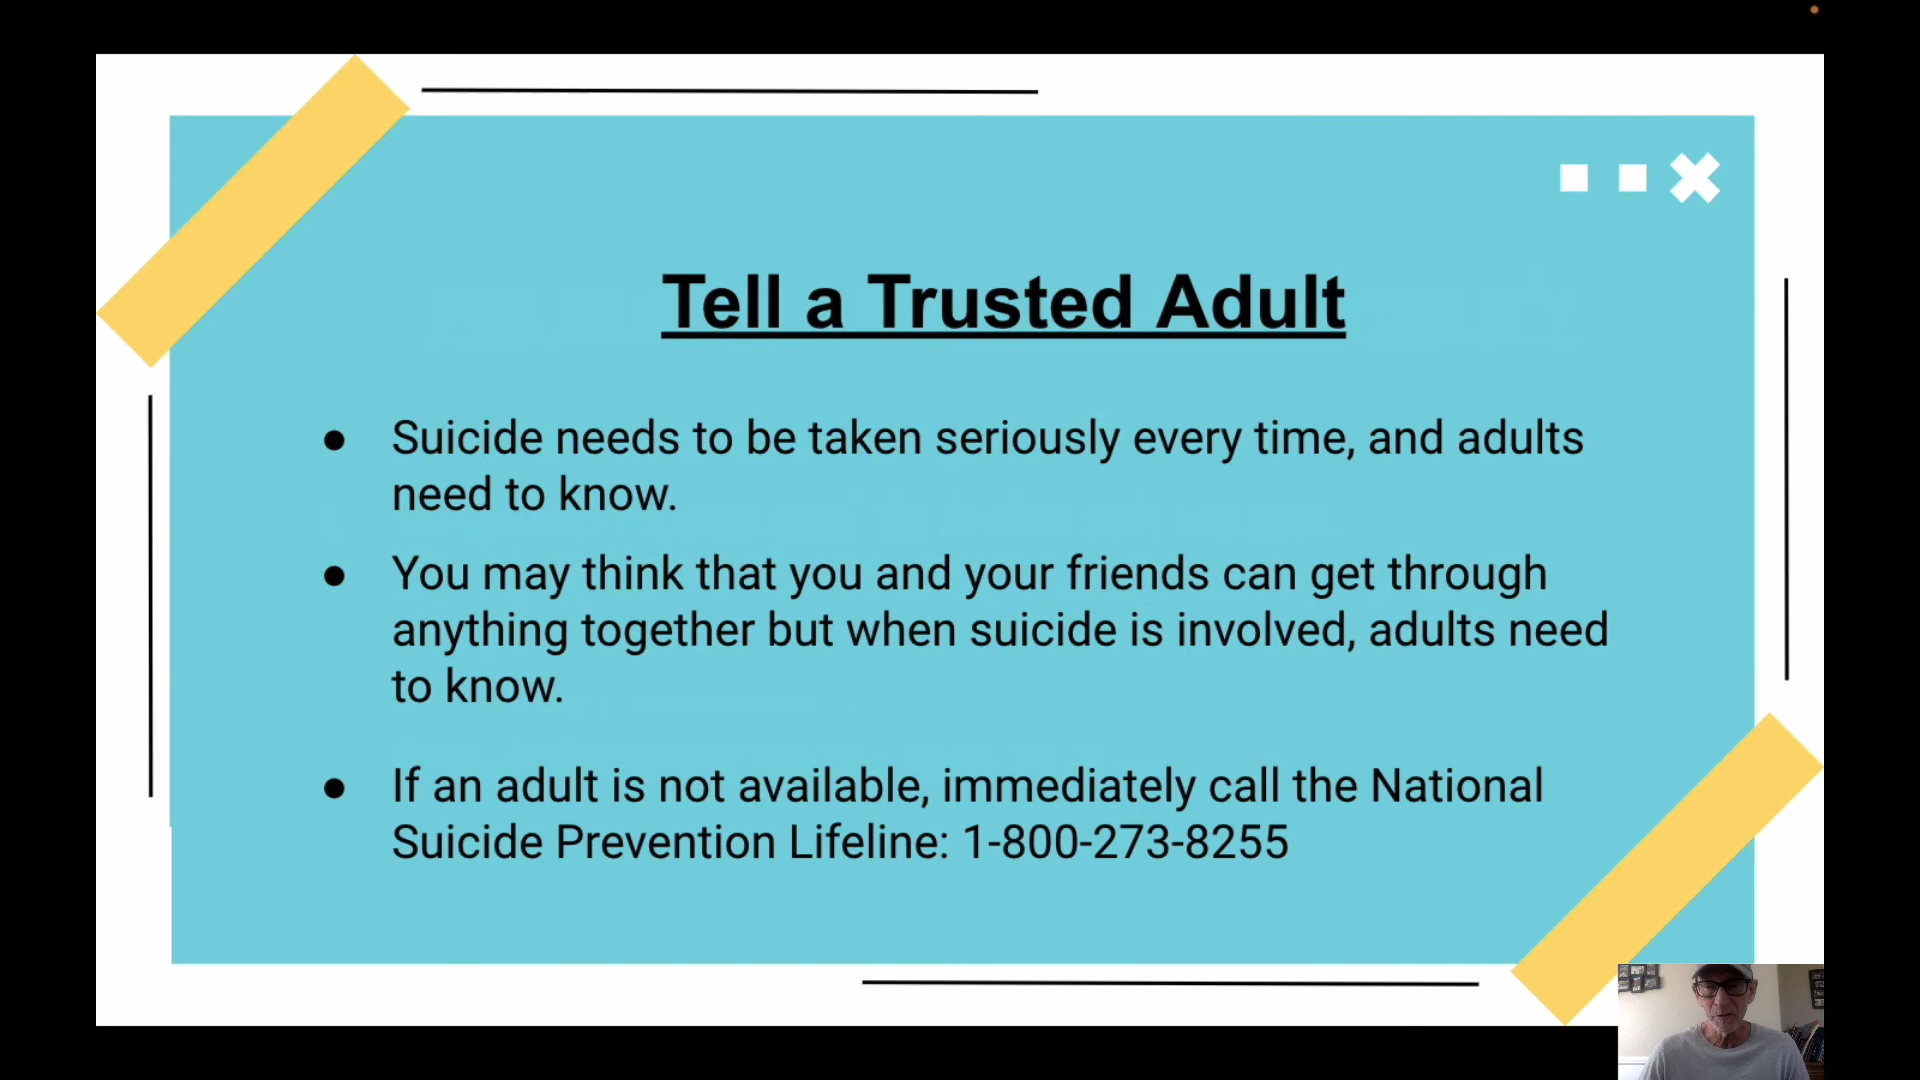 Tell a Trusted Adult
● Suicide needs to be taken seriously every time, and adults
need to know.
● You may think that you and your friends can get through
anything together but when suicide is involved, adults need
to know.
● If an adult is not available, immediately call the National
Suicide Prevention Lifeline: 1-800-273-8255